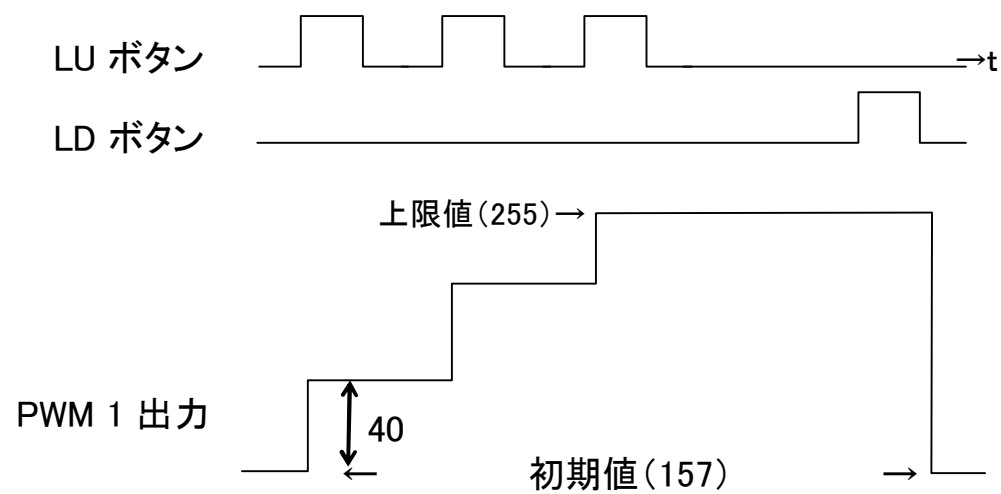 LU ボタン
→t
LD ボタン
上限値(255)→
PWM 1 出力
40
← 初期値(157) →